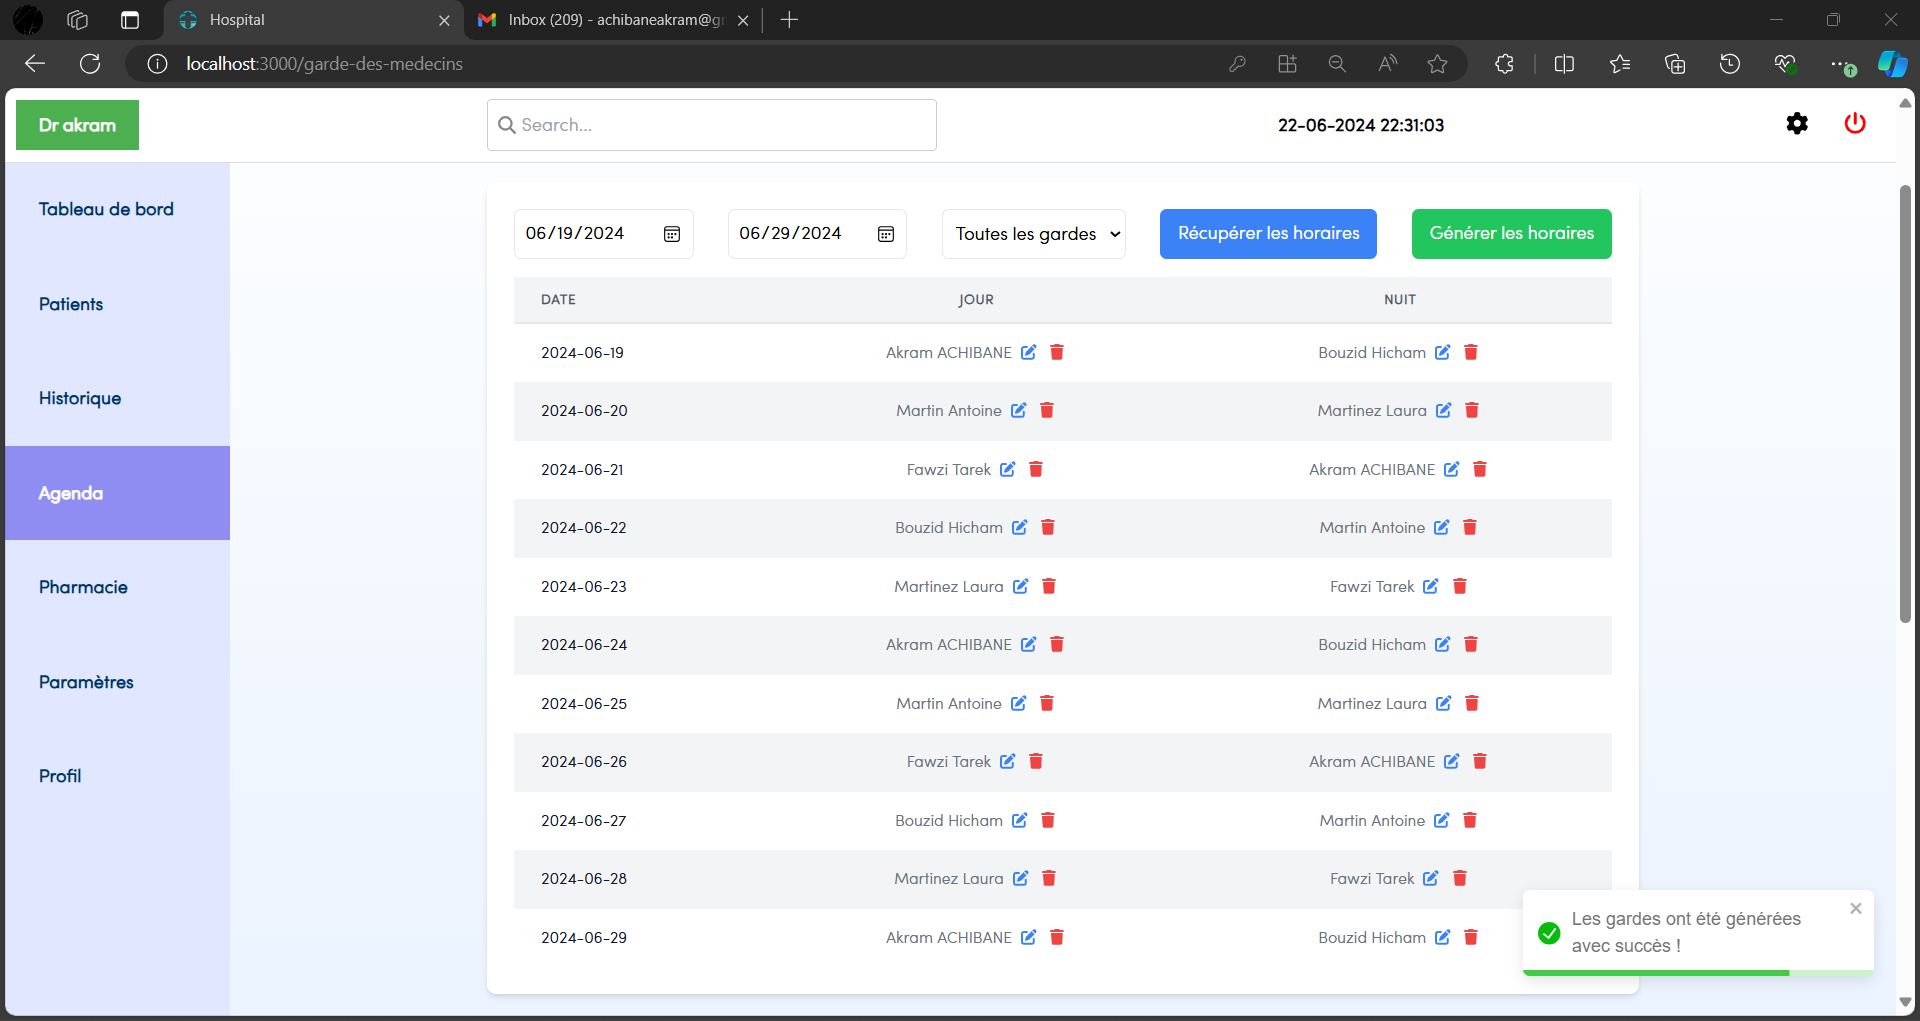 Hospital
Inbox (209) - achibaneakram@gr
localhost:3000/garde-des-medecins
Dr akram
Search...
22-06-2024 22:31:03
Tableau de bord
Patients
Historique
Agenda
Pharmacie
Paramètres
Profil
06/19/2024
06/29/2024
Toutes les gardes
Récupérer les horaires
Générer les horaires
DATE JOUR NUIT
2024-06-19 Akram ACHIBANE Bouzid Hicham
2024-06-20 Martin Antoine Martinez Laura
2024-06-21 Fawzi Tarek Akram ACHIBANE
2024-06-22 Bouzid Hicham Martin Antoine
2024-06-23 Martinez Laura Fawzi Tarek
2024-06-24 Akram ACHIBANE Bouzid Hicham
2024-06-25 Martin Antoine Martinez Laura
2024-06-26 Fawzi Tarek Akram ACHIBANE
2024-06-27 Bouzid Hicham Martin Antoine
2024-06-28 Martinez Laura Fawzi Tarek
2024-06-29 Akram ACHIBANE Bouzid Hicham
Les gardes ont été générées
avec succès !